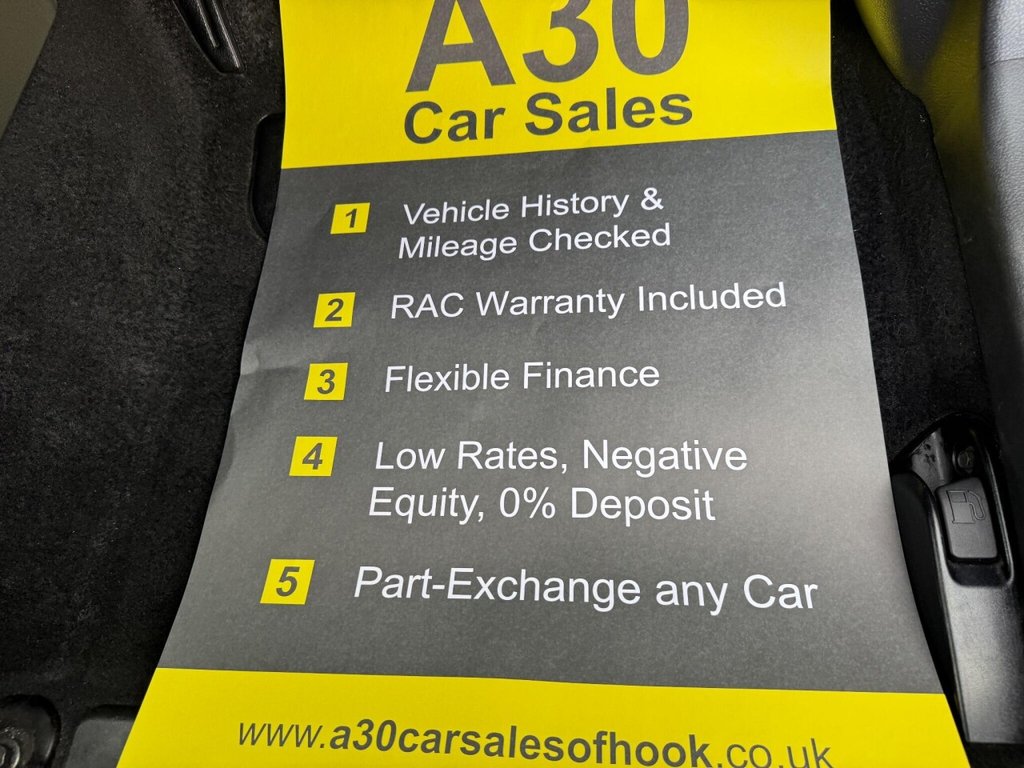 A30
Car Sales
1 Vehicle History &
Mileage Checked
2 RAC Warranty Included
3 Flexible Finance
4 Low Rates, Negative
Equity, 0% Deposit
5 Part-Exchange any Car
www.a30carsalesofhook.co.uk